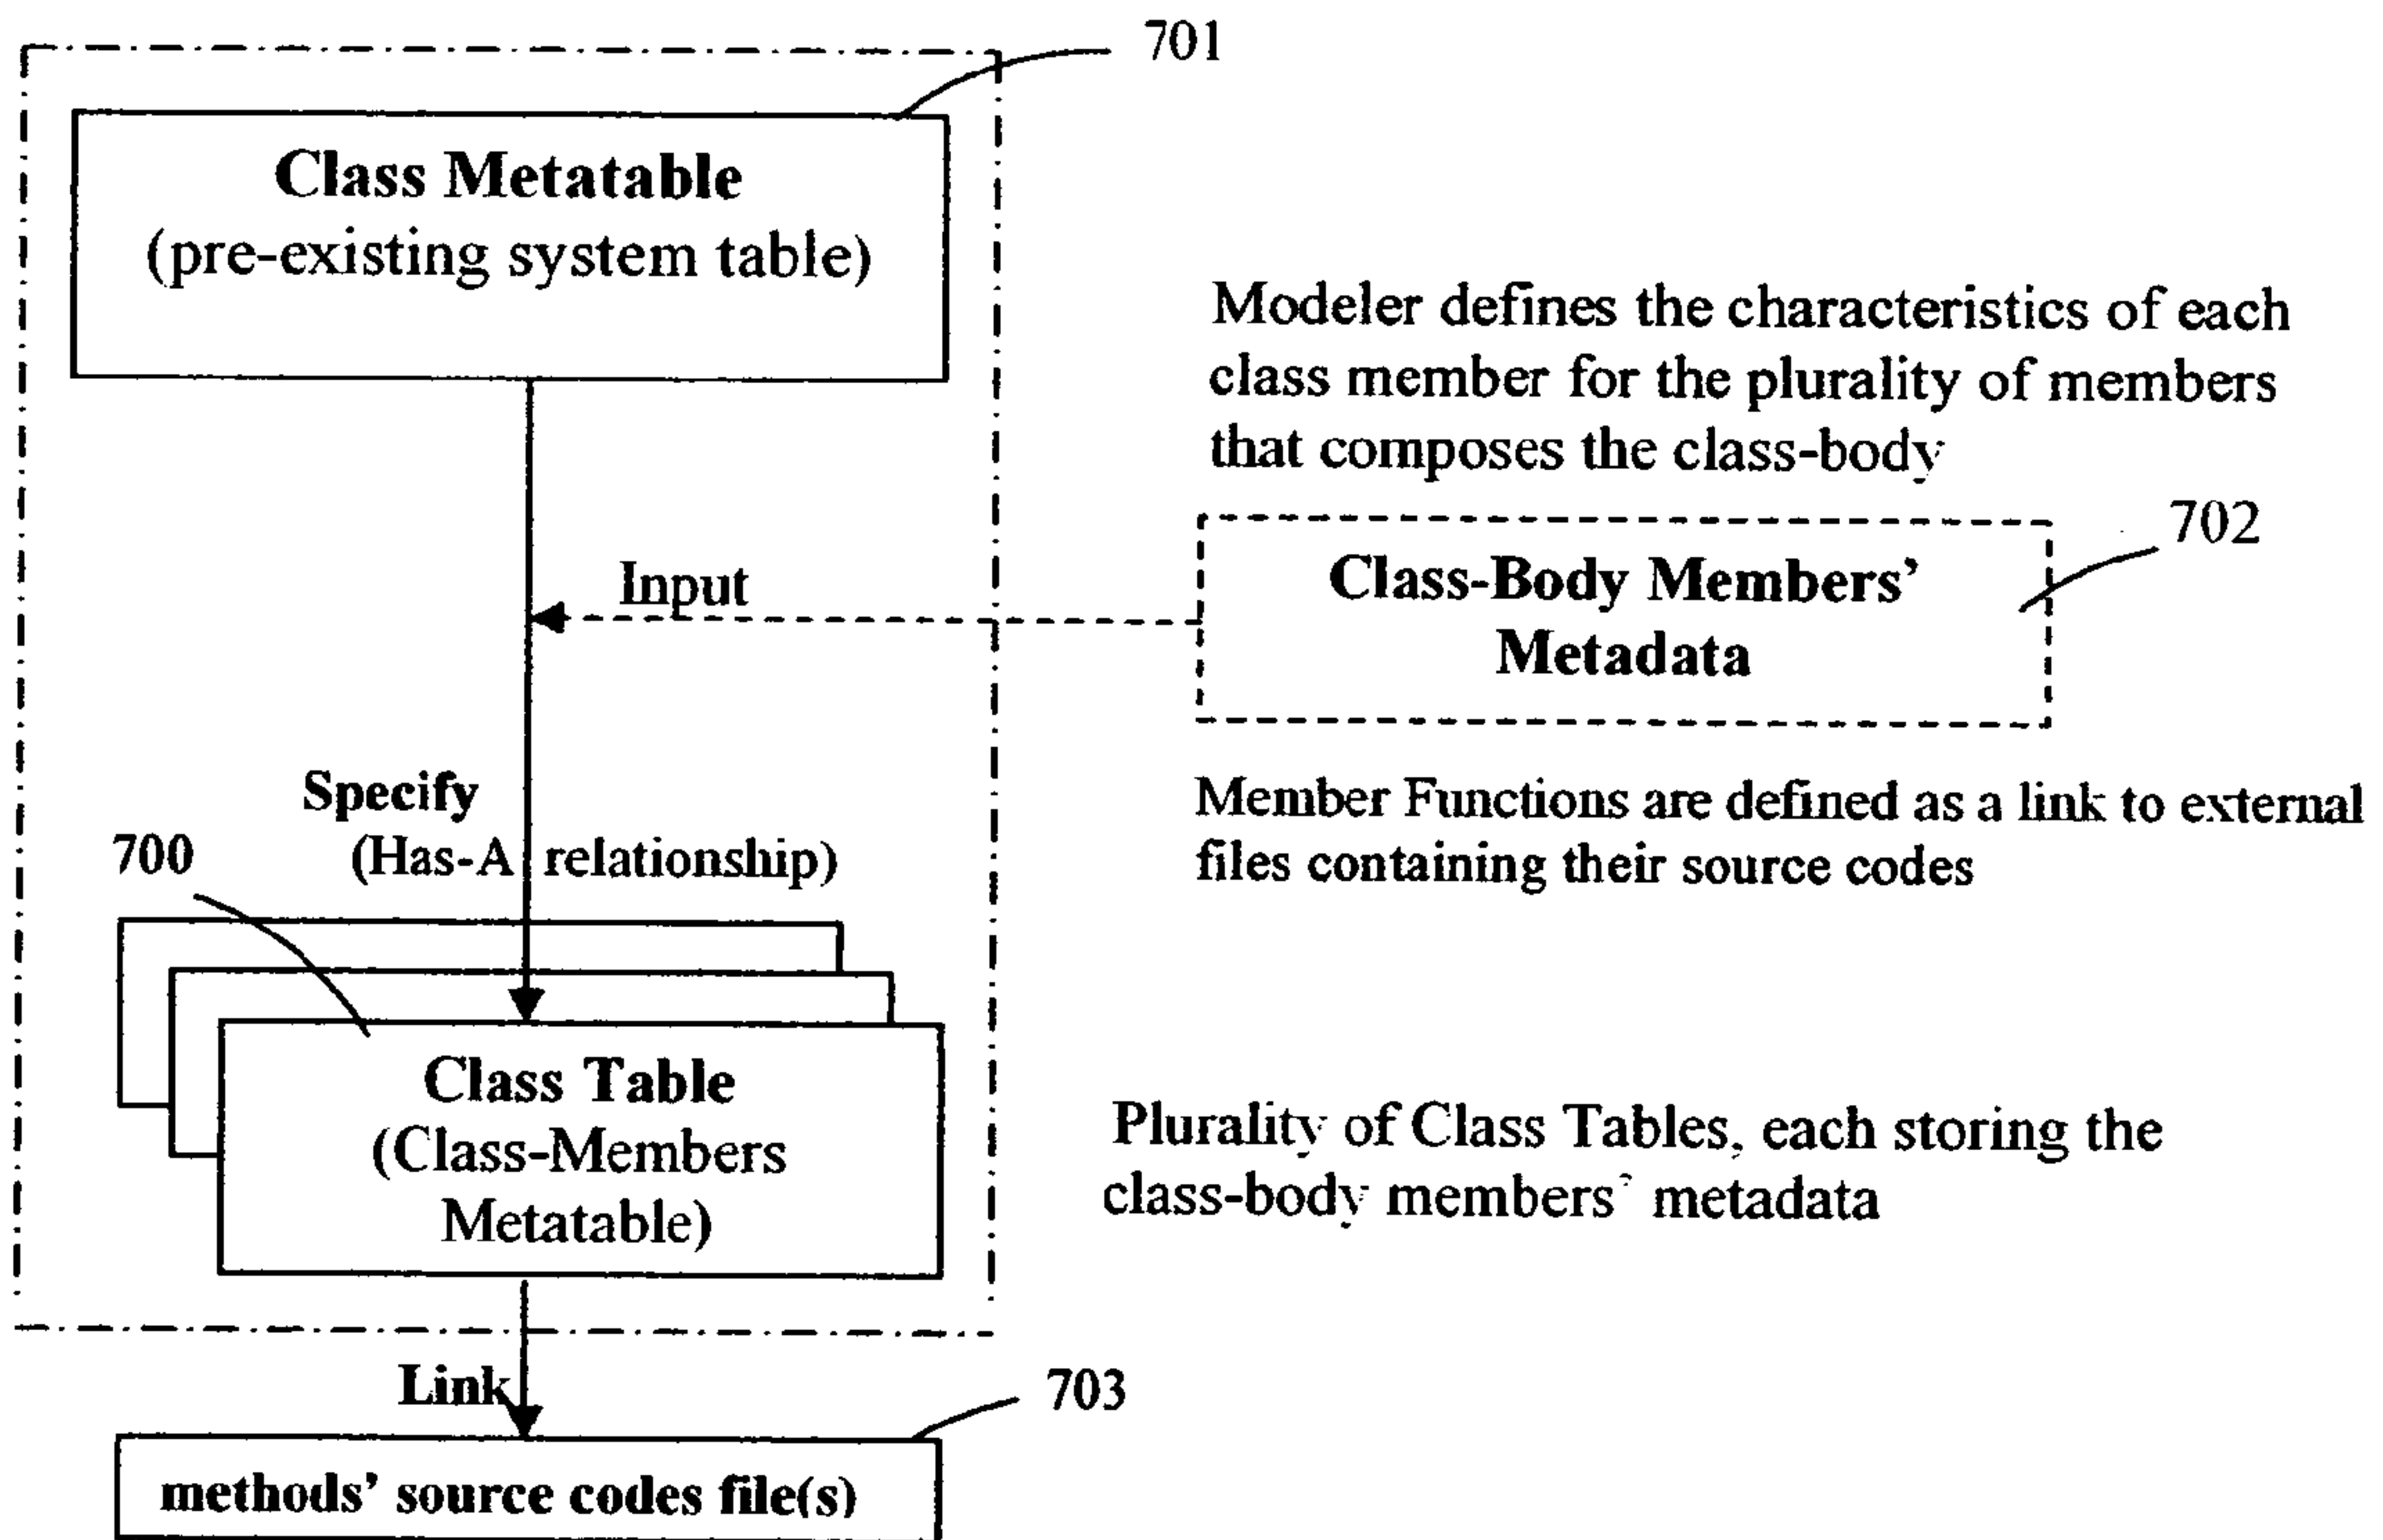 701
Class Metatable
(pre-existing system table)
Modeler defines the characteristics of each
class member for the plurality of members
that composes the class-body
702
Class-Body Members’
Metadata
Input
Specify
(Has-A relationship)
Member Functions are defined as a link to external
files containing their source codes
700
Class Table
(Class-Members
Metatable)
Plurality of Class Tables, each storing the
class-body members’ metadata
Link
703
methods’ source codes file(s)